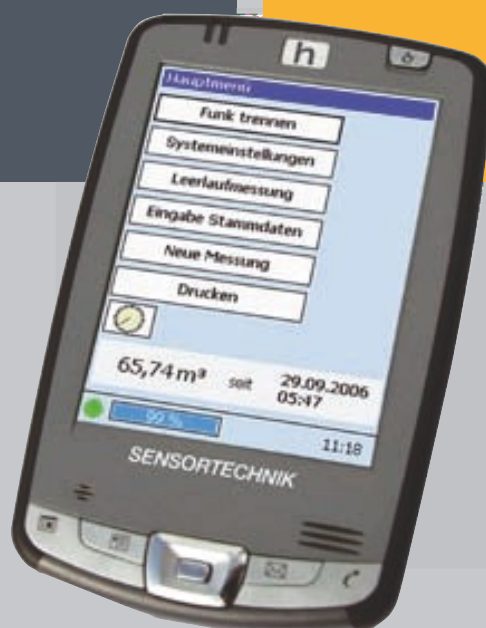 h
Hauptmenü
Funk trennen
Systemeinstellungen
Leerlaufmessung
Eingabe Stammdaten
Neue Messung
Drucken
65,74 m³ seit 29.09.2006
05:47
99 %
11:18
SENSORTECHNIK